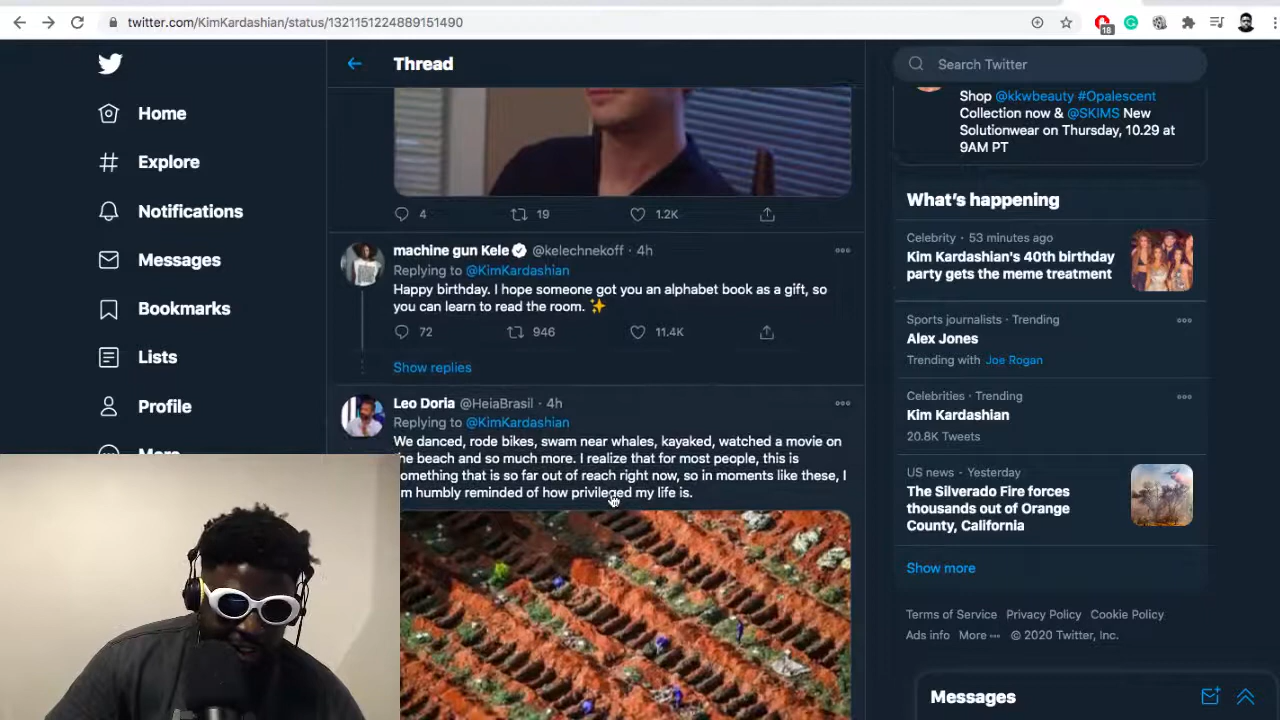 twitter.com/KimKardashian/status/1321151224889151490
18
Home
Explore
Notifications
Messages
Bookmarks
Lists
Profile
Thread
4 19 1.2K
machine gun Kele @kelechnekoff · 4h
Replying to @KimKardashian
Happy birthday. I hope someone got you an alphabet book as a gift, so
you can learn to read the room. ✨
72 946 11.4K
Show replies
Leo Doria @HeiaBrasil · 4h
Replying to @KimKardashian
We danced, rode bikes, swam near whales, kayaked, watched a movie on
the beach and so much more. I realize that for most people, this is
something that is so far out of reach right now, so in moments like these, I
am humbly reminded of how privileged my life is.
Search Twitter
Shop @kkwbeauty #Opalescent
Collection now & @SKIMS New
Solutionwear on Thursday, 10.29 at
9AM PT
What's happening
Celebrity · 53 minutes ago
Kim Kardashian's 40th birthday
party gets the meme treatment
Sports journalists · Trending
Alex Jones
Trending with Joe Rogan
Celebrities · Trending
Kim Kardashian
20.8K Tweets
US news · Yesterday
The Silverado Fire forces
thousands out of Orange
County, California
Show more
Terms of Service Privacy Policy Cookie Policy
Ads info More © 2020 Twitter, Inc.
Messages